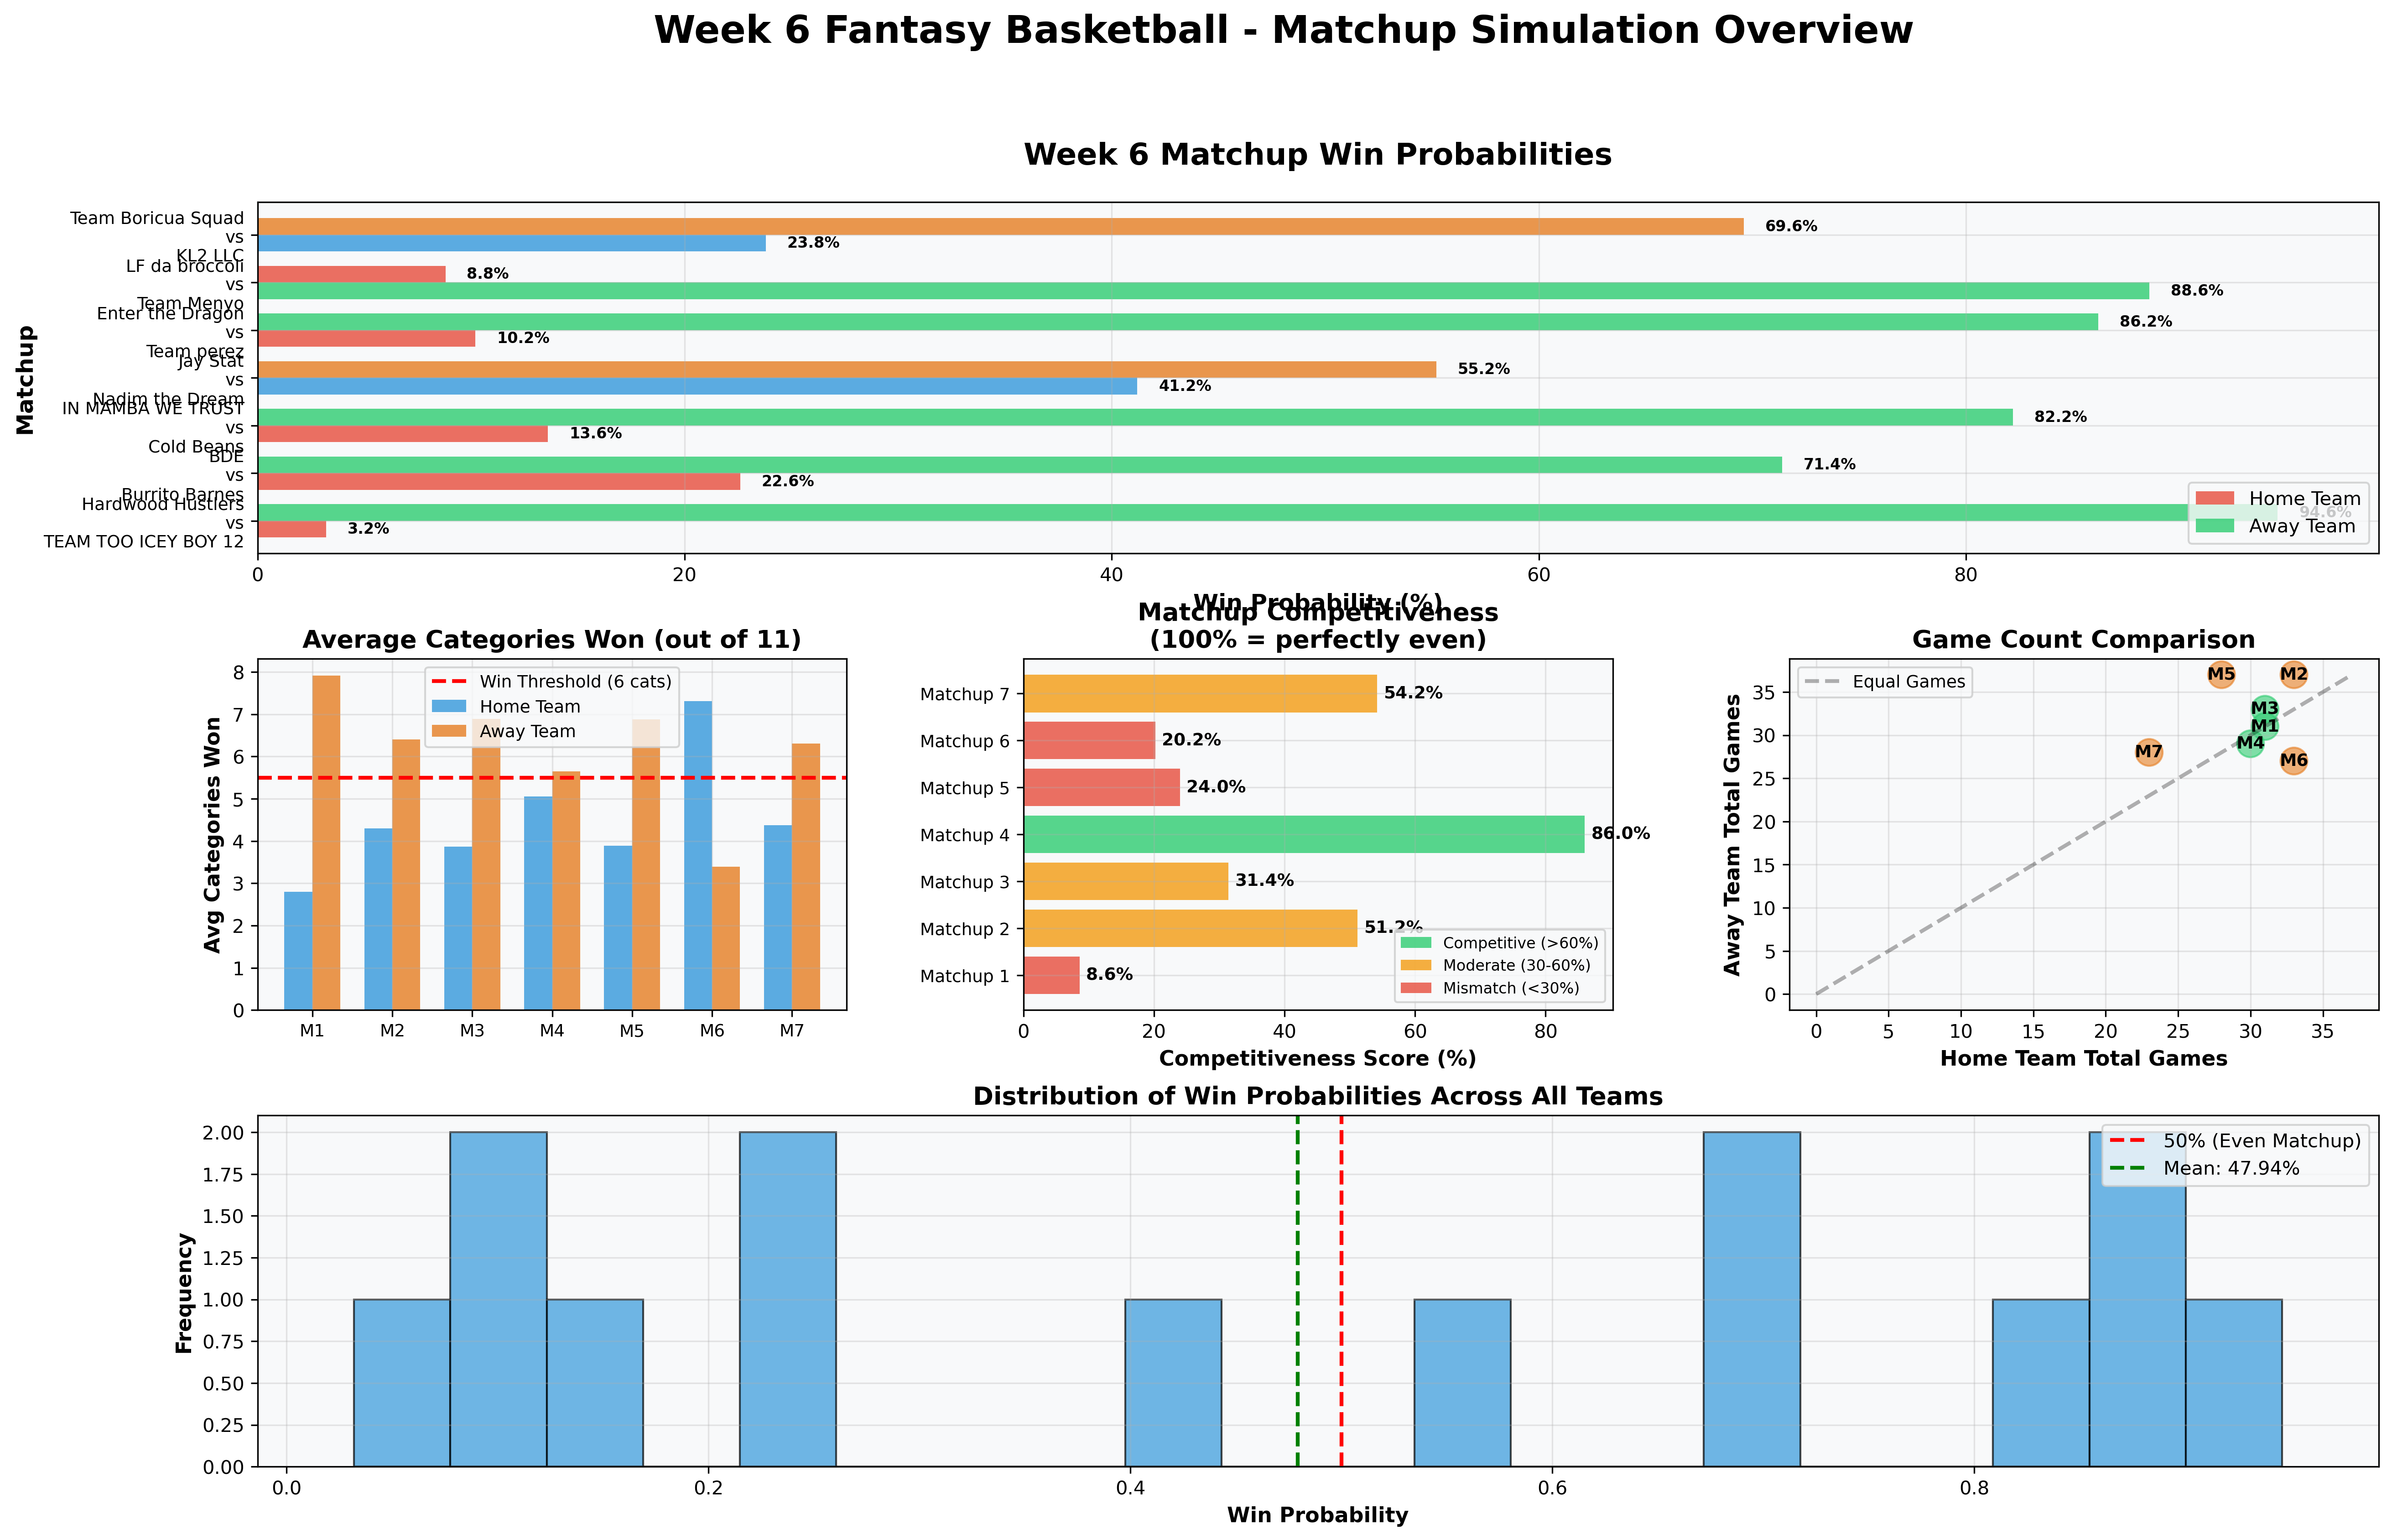 Week 6 Fantasy Basketball - Matchup Simulation Overview
Week 6 Matchup Win Probabilities
Matchup
Team Boricua Squad
vs
KL2 LLC
LF da broccoli
vs
Team Menyo
Enter the Dragon
vs
Team perez
Jay Stat
vs
Nadim the Dream
IN MAMBA WE TRUST
vs
Cold Beans
BDE
vs
Burrito Barnes
Hardwood Hustlers
vs
TEAM TOO ICEY BOY 12
69.6%
23.8%
8.8%
88.6%
86.2%
10.2%
55.2%
41.2%
82.2%
13.6%
71.4%
22.6%
94.6%
3.2%
Home Team
Away Team
0 20 40 60 80
Win Probability (%)
Average Categories Won (out of 11)
Avg Categories Won
8
7
6
5
4
3
2
1
0
Win Threshold (6 cats)
Home Team
Away Team
M1 M2 M3 M4 M5 M6 M7
Matchup Competitiveness
(100% = perfectly even)
Matchup 7 54.2%
Matchup 6 20.2%
Matchup 5 24.0%
Matchup 4 86.0%
Matchup 3 31.4%
Matchup 2 51.2%
Matchup 1 8.6%
Competitive (>60%)
Moderate (30-60%)
Mismatch (<30%)
0 20 40 60 80
Competitiveness Score (%)
Game Count Comparison
Away Team Total Games
35
30
25
20
15
10
5
0
Equal Games
M5 M2
M3
M1
M4
M7
M6
0 5 10 15 20 25 30 35
Home Team Total Games
Distribution of Win Probabilities Across All Teams
Frequency
2.00
1.75
1.50
1.25
1.00
0.75
0.50
0.25
0.00
50% (Even Matchup)
Mean: 47.94%
0.0 0.2 0.4 0.6 0.8
Win Probability